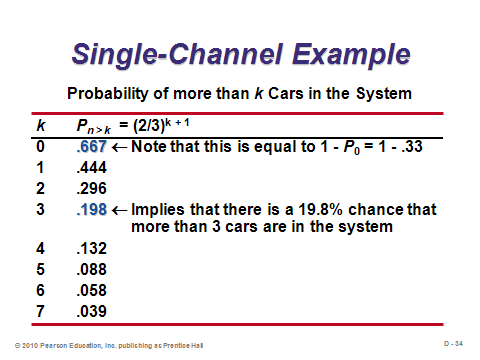 Single-Channel Example
Probability of more than k Cars in the System
k Pn > k = (2/3)k + 1
0 .667 ← Note that this is equal to 1 - P0 = 1 - .33
1 .444
2 .296
3 .198 ← Implies that there is a 19.8% chance that
more than 3 cars are in the system
4 .132
5 .088
6 .058
7 .039
© 2010 Pearson Education, Inc. publishing as Prentice Hall
D - 34